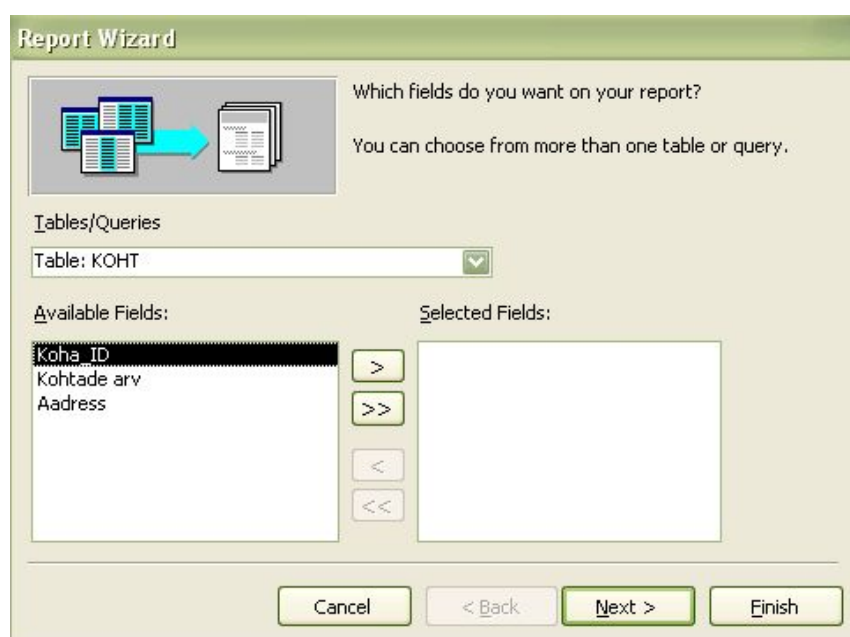 Report Wizard
Which fields do you want on your report?
You can choose from more than one table or query.
Tables/Queries
Table: KOHT
Available Fields:
Selected Fields:
Koha_ID
Kohtade arv
Aadress
>
>>
<
<<
Cancel
< Back
Next >
Finish